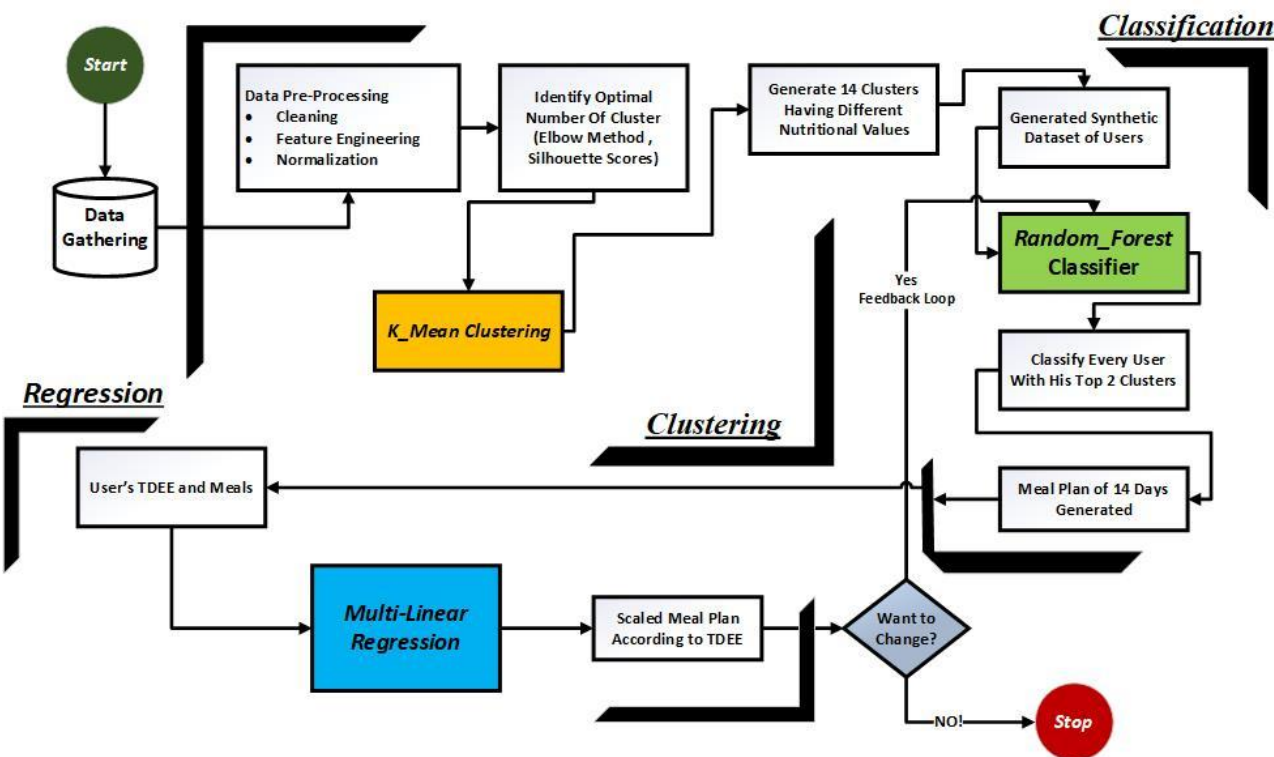 Classification
Start
Data Pre-Processing
• Cleaning
• Feature Engineering
• Normalization
Identify Optimal
Number Of Cluster
(Elbow Method ,
Silhouette Scores)
Generate 14 Clusters
Having Different
Nutritional Values
Generated Synthetic
Dataset of Users
Data
Gathering
Random_Forest
Classifier
Yes
Feedback Loop
K_Mean Clustering
Classify Every User
With His Top 2 Clusters
Regression
Clustering
User's TDEE and Meals
Meal Plan of 14 Days
Generated
Multi-Linear
Regression
Scaled Meal Plan
According to TDEE
Want to
Change?
NO!
Stop